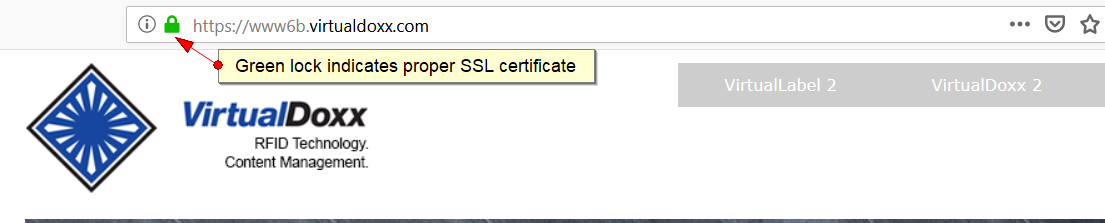 https://www6b.virtualdoxx.com
Green lock indicates proper SSL certificate
VirtualLabel 2 VirtualDoxx 2
VirtualDoxx
RFID Technology.
Content Management.